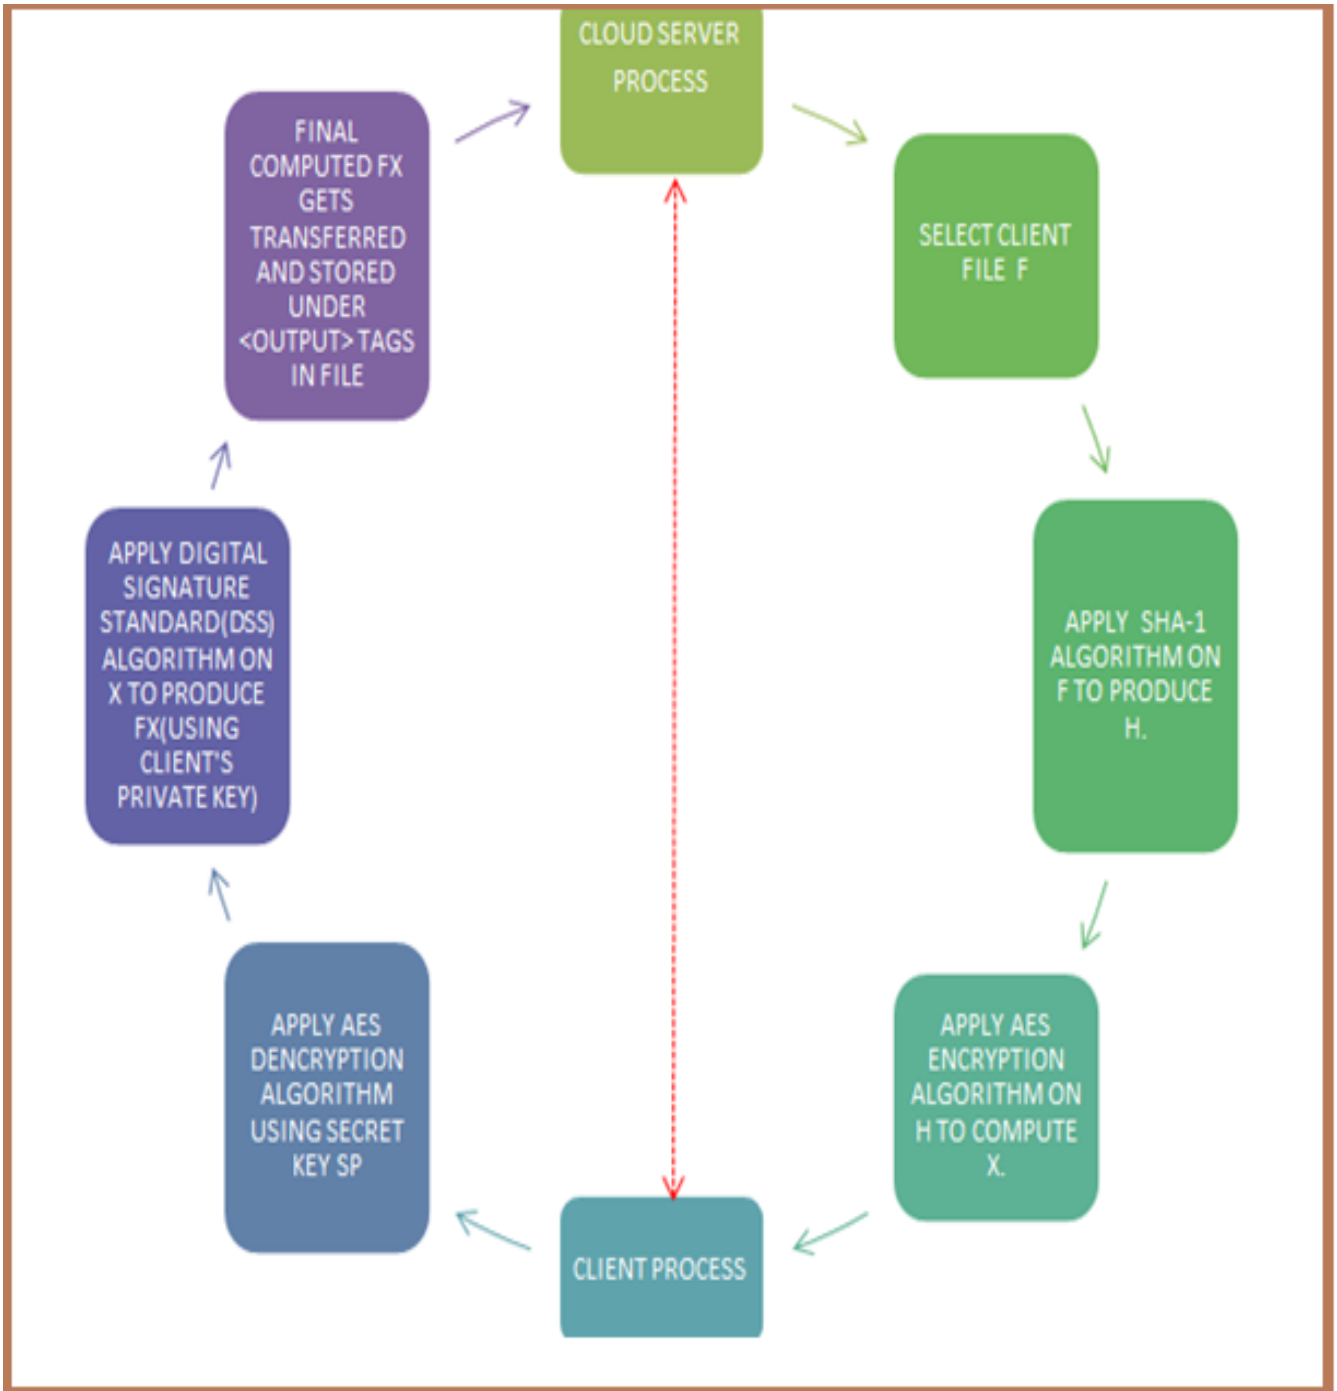 CLOUD SERVER
PROCESS
SELECT CLIENT
FILE F
APPLY SHA-1
ALGORITHM ON
F TO PRODUCE
H.
APPLY AES
ENCRYPTION
ALGORITHM ON
H TO COMPUTE
X.
CLIENT PROCESS
APPLY AES
DENCRYPTION
ALGORITHM
USING SECRET
KEY SP
APPLY DIGITAL
SIGNATURE
STANDARD(DSS)
ALGORITHM ON
X TO PRODUCE
FX(USING
CLIENT'S
PRIVATE KEY)
FINAL
COMPUTED FX
GETS
TRANSFERRED
AND STORED
UNDER
<OUTPUT> TAGS
IN FILE